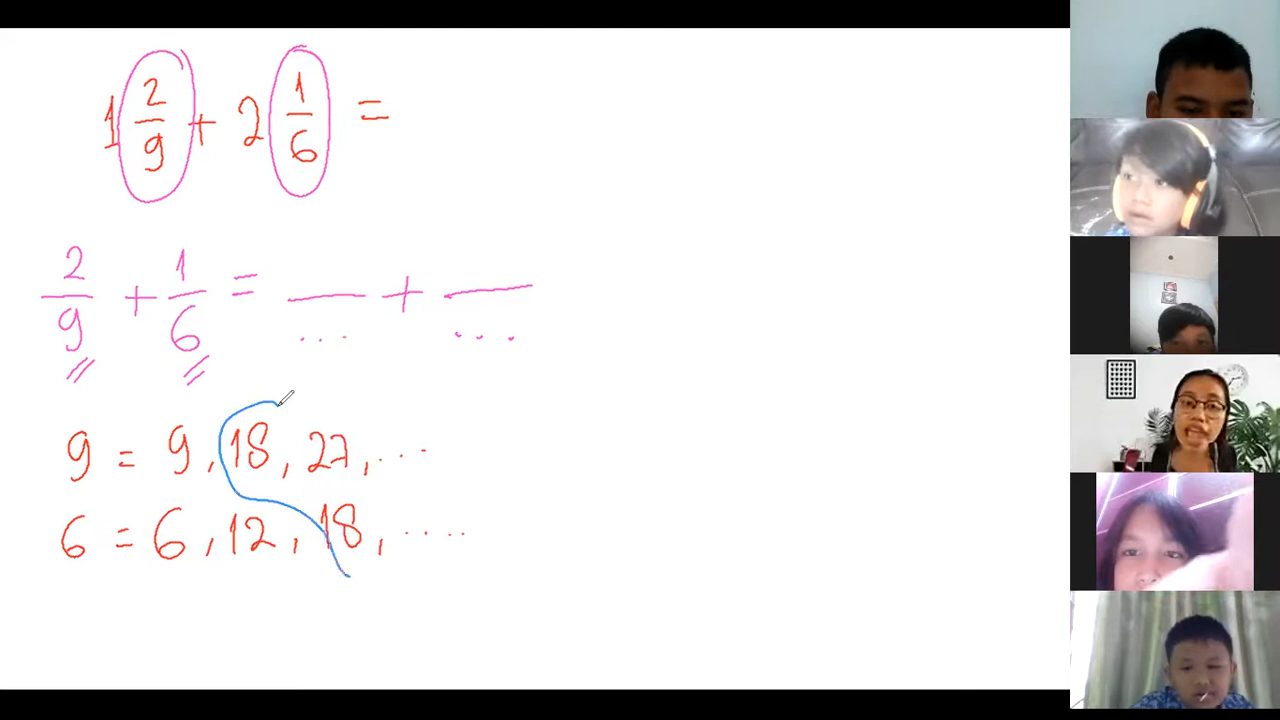 1 2/9 + 2 1/6 =
2/9 + 1/6 = —/... + —/...
9 = 9, 18, 27, ...
6 = 6, 12, 18, ....